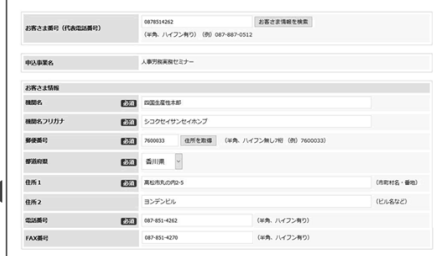 お客さま番号（代表電話番号） 0878514262 お客さま情報を検索
（半角、ハイフン有り）（例）087-887-0512
申込事業名 人事労務実務セミナー
お客さま情報
機関名 必須 四国生産性本部
機関名フリガナ 必須 シコクセイサンセイホンブ
郵便番号 必須 7600033 住所を取得 （半角、ハイフン無し7桁（例）7600033）
都道府県 必須 香川県
住所１ 必須 高松市丸の内2-5 （市町村名・番地）
住所２ ヨンデンビル （ビル名など）
電話番号 必須 087-851-4262 （半角、ハイフン有り）
FAX番号 087-851-4270 （半角、ハイフン有り）